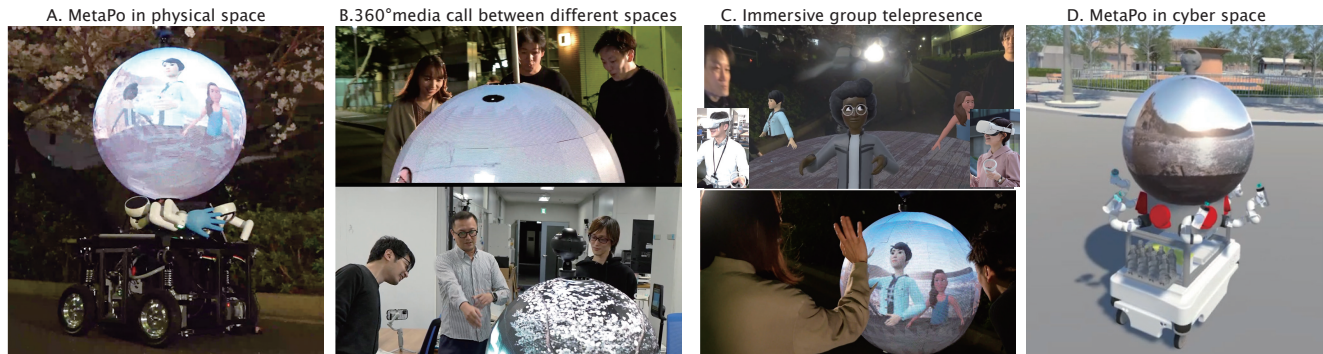 A. MetaPo in physical space
B.360°media call between different spaces
C. Immersive group telepresence
D. MetaPo in cyber space